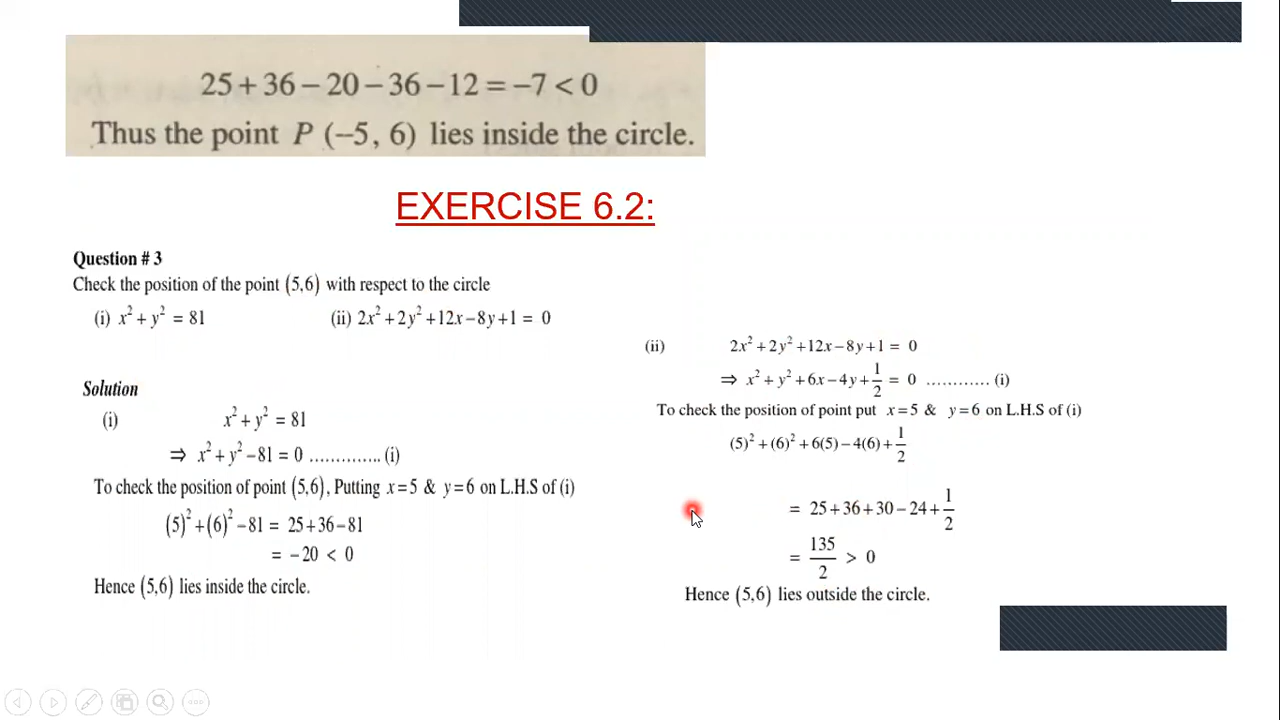 25 + 36 − 20 − 36 − 12 = −7 < 0
Thus the point P (−5, 6) lies inside the circle.
EXERCISE 6.2:
Question # 3
Check the position of the point (5,6) with respect to the circle
(i) x² + y² = 81 (ii) 2x² + 2y² + 12x − 8y + 1 = 0
Solution
(i) x² + y² = 81
⇒ x² + y² − 81 = 0 .............. (i)
To check the position of point (5,6), Putting x = 5 & y = 6 on L.H.S of (i)
(5)² + (6)² − 81 = 25 + 36 − 81
= −20 < 0
Hence (5,6) lies inside the circle.
(ii) 2x² + 2y² + 12x − 8y + 1 = 0
⇒ x² + y² + 6x − 4y + 1/2 = 0 ............ (i)
To check the position of point put x = 5 & y = 6 on L.H.S of (i)
(5)² + (6)² + 6(5) − 4(6) + 1/2
= 25 + 36 + 30 − 24 + 1/2
= 135/2 > 0
Hence (5,6) lies outside the circle.